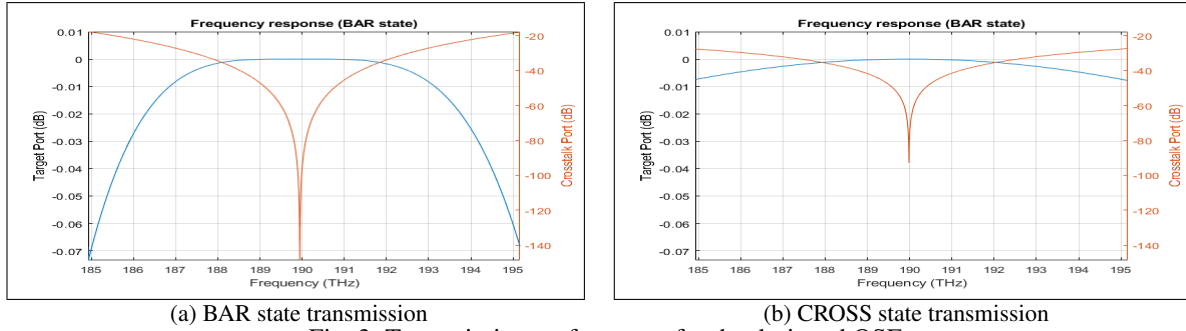 Frequency response (BAR state)
0.01
0
-0.01
-0.02
-0.03
-0.04
-0.05
-0.06
-0.07
Target Port (dB)
-20
-40
-60
-80
-100
-120
-140
Crosstalk Port (dB)
185 186 187 188 189 190 191 192 193 194 195
Frequency (THz)
(a) BAR state transmission
Frequency response (BAR state)
0.01
0
-0.01
-0.02
-0.03
-0.04
-0.05
-0.06
-0.07
Target Port (dB)
-20
-40
-60
-80
-100
-120
-140
Crosstalk Port (dB)
185 186 187 188 189 190 191 192 193 194 195
Frequency (THz)
(b) CROSS state transmission